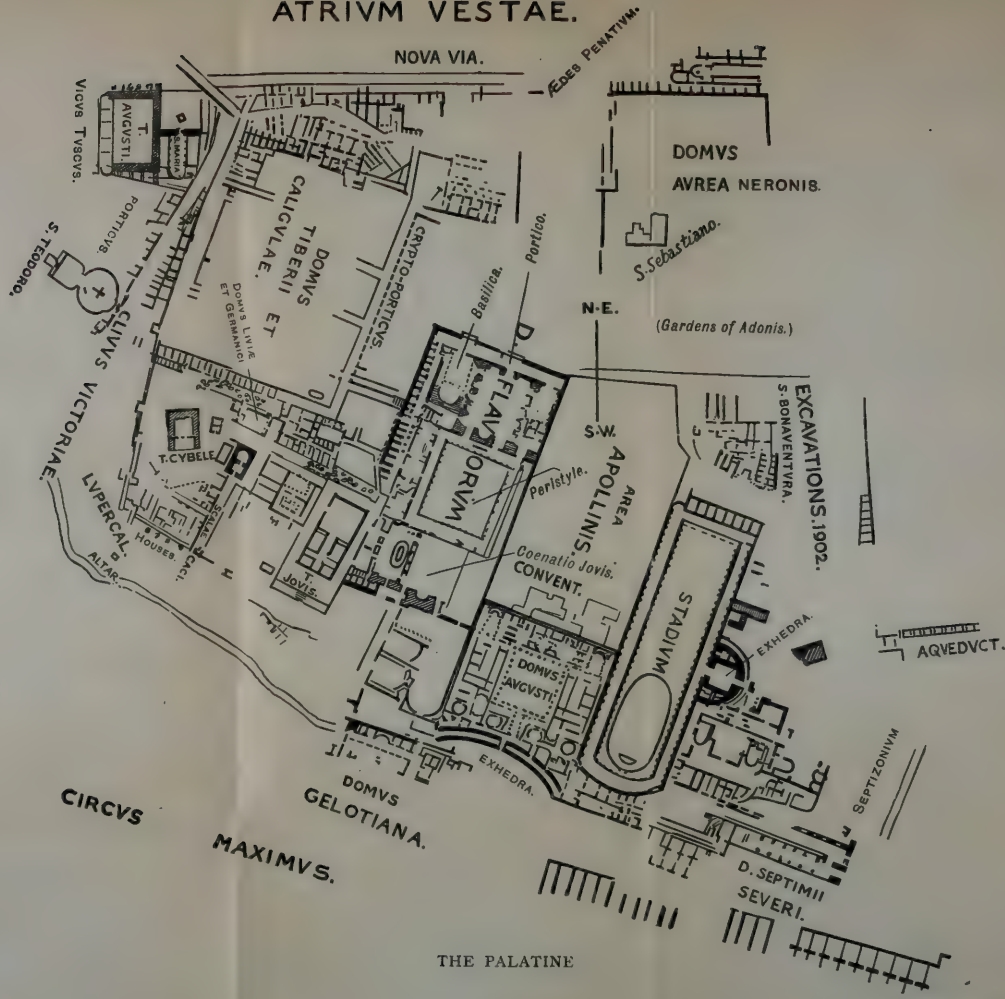 ATRIVM VESTAE.
NOVA VIA.
ÆDES PENATIVM.
VICVS TVSCVS.
T.
AVGVSTI.
S. MARIA
DOMVS
AVREA NERONIS.
PORTICVS.
S. TEODORO.
DOMVS
TIBERII ET
CALIGVLAE.
CRYPTO-PORTICVS.
Basilica.
Portico.
S. Sebastiano.
N-E.
(Gardens of Adonis.)
DOMVS LIVIÆ
ET GERMANICI
CLIVVS VICTORIAE.
D.
FLAVIORVM
S.W.
AREA
APOLLINIS.
EXCAVATIONS.1902.
S. BONAVENTVRA.
T. CYBELE
Peristyle.
LVPERCAL.
HOUSES.
SCALAE
CACI.
ALTAR.
T.
JOVIS.
Coenatio Jovis.
CONVENT.
STADIVM
EXHEDRA.
AQVEDVCT.
DOMVS
AVGVSTI.
EXHEDRA.
SEPTIZONIVM
DOMVS
GELOTIANA.
CIRCVS
MAXIMVS.
D. SEPTIMII
SEVERI.
THE PALATINE